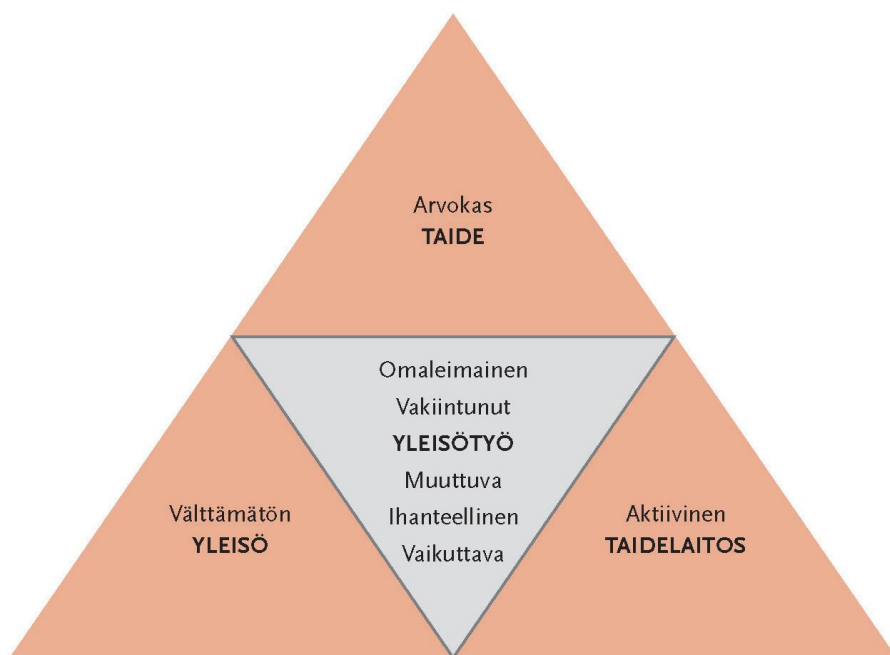 Arvokas
TAIDE
Omaleimainen
Vakiintunut
YLEISÖTYÖ
Muuttuva
Ihanteellinen
Vaikuttava
Välttämätön
YLEISÖ
Aktiivinen
TAIDELAITOS